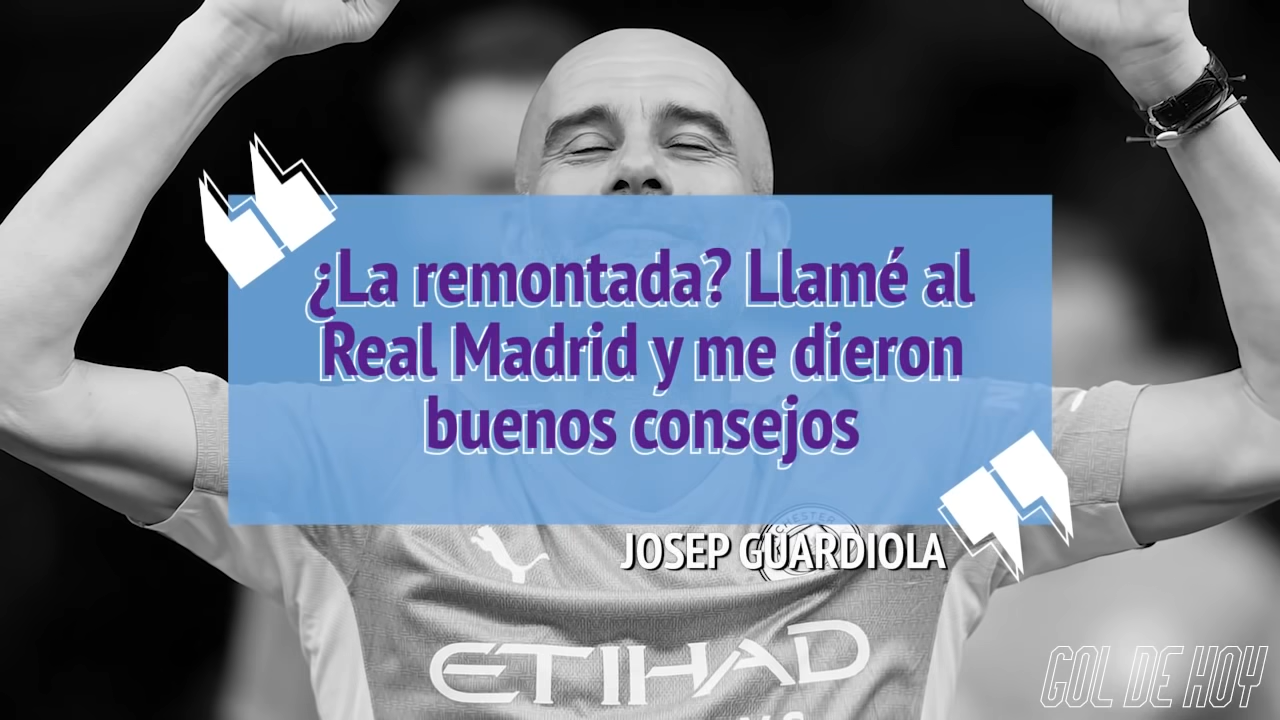 ¿La remontada? Llamé al
Real Madrid y me dieron
buenos consejos
JOSEP GUARDIOLA
ETIHAD
GOL DE HOY